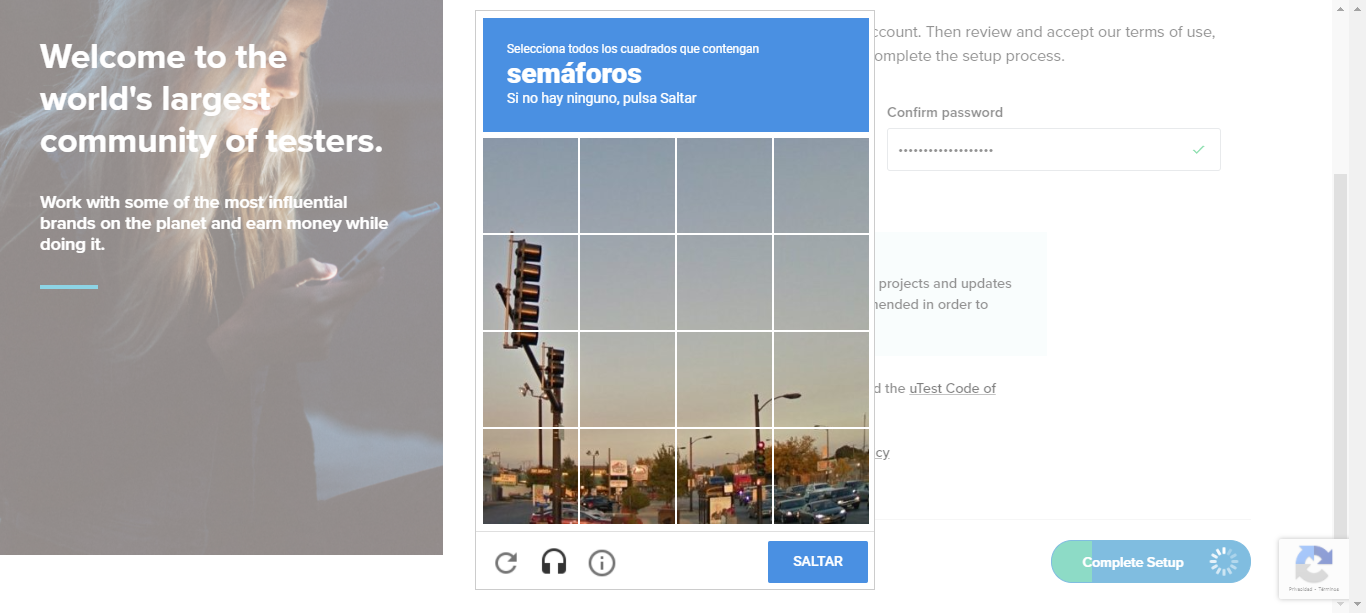 Welcome to the
world's largest
community of testers.
Work with some of the most influential
brands on the planet and earn money while
doing it.
Selecciona todos los cuadrados que contengan
semáforos
Si no hay ninguno, pulsa Saltar
SALTAR
ccount. Then review and accept our terms of use,
omplete the setup process.
Confirm password
projects and updates
mended in order to
d the uTest Code of
cy
Complete Setup
Privacidad - Términos